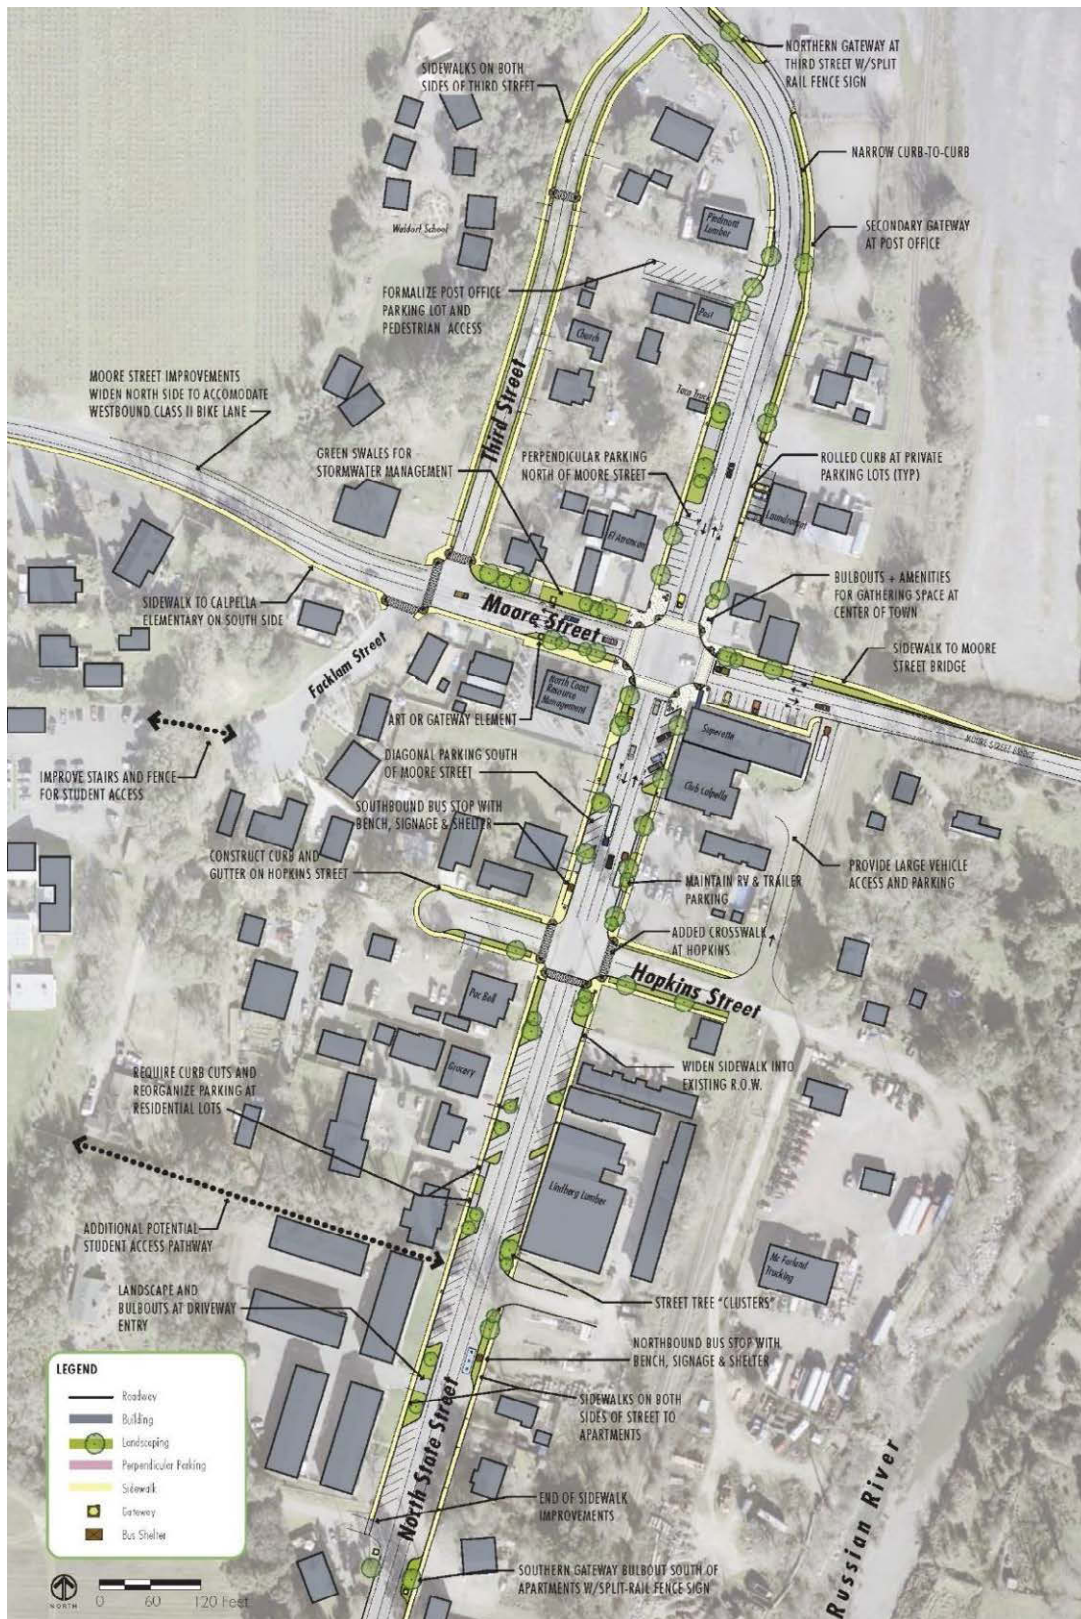 NORTHERN GATEWAY AT
THIRD STREET W/SPLIT
RAIL FENCE SIGN
SIDEWALKS ON BOTH
SIDES OF THIRD STREET
NARROW CURB-TO-CURB
Piedmont
Lumber
Waldorf School
SECONDARY GATEWAY
AT POST OFFICE
FORMALIZE POST OFFICE
PARKING LOT AND
PEDESTRIAN ACCESS
Post
Church
MOORE STREET IMPROVEMENTS
WIDEN NORTH SIDE TO ACCOMODATE
WESTBOUND CLASS II BIKE LANE
Taco Truck
Third Street
GREEN SWALES FOR
STORMWATER MANAGEMENT
PERPENDICULAR PARKING
NORTH OF MOORE STREET
ROLLED CURB AT PRIVATE
PARKING LOTS (TYP)
Laundromat
BULBOUTS + AMENITIES
FOR GATHERING SPACE AT
CENTER OF TOWN
SIDEWALK TO CALPELLA
ELEMENTARY ON SOUTH SIDE
Moore Street
SIDEWALK TO MOORE
STREET BRIDGE
Facklam Street
North Coast
Resource
Management
ART OR GATEWAY ELEMENT
Superette
MOORE STREET BRIDGE
DIAGONAL PARKING SOUTH
OF MOORE STREET
IMPROVE STAIRS AND FENCE
FOR STUDENT ACCESS
Club Calpella
SOUTHBOUND BUS STOP WITH
BENCH, SIGNAGE & SHELTER
CONSTRUCT CURB AND
GUTTER ON HOPKINS STREET
PROVIDE LARGE VEHICLE
ACCESS AND PARKING
MAINTAIN RV & TRAILER
PARKING
ADDED CROSSWALK
AT HOPKINS
Hopkins Street
Pac Bell
Grocery
WIDEN SIDEWALK INTO
EXISTING R.O.W.
REQUIRE CURB CUTS AND
REORGANIZE PARKING AT
RESIDENTIAL LOTS
Lindberg Lumber
ADDITIONAL POTENTIAL
STUDENT ACCESS PATHWAY
Mc Farland
Trucking
LANDSCAPE AND
BULBOUTS AT DRIVEWAY
ENTRY
STREET TREE "CLUSTERS"
NORTHBOUND BUS STOP WITH
BENCH, SIGNAGE & SHELTER
SIDEWALKS ON BOTH
SIDES OF STREET TO
APARTMENTS
North State Street
END OF SIDEWALK
IMPROVEMENTS
SOUTHERN GATEWAY BULBOUT SOUTH OF
APARTMENTS W/SPLIT-RAIL FENCE SIGN
Russian River
LEGEND
Roadway
Building
Landscaping
Perpendicular Parking
Sidewalk
Gateway
Bus Shelter
NORTH
0 60 120 Feet